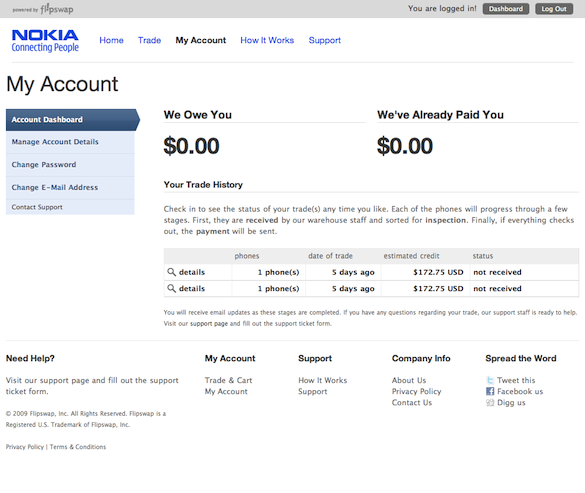 powered by flipswap
You are logged in! Dashboard Log Out
NOKIA
Connecting People
Home Trade My Account How It Works Support
My Account
Account Dashboard
Manage Account Details
Change Password
Change E-Mail Address
Contact Support
We Owe You
$0.00
We've Already Paid You
$0.00
Your Trade History
Check in to see the status of your trade(s) any time you like. Each of the phones will progress through a few
stages. First, they are received by our warehouse staff and sorted for inspection. Finally, if everything checks
out, the payment will be sent.
phones date of trade estimated credit status
details 1 phone(s) 5 days ago $172.75 USD not received
details 1 phone(s) 5 days ago $172.75 USD not received
You will receive email updates as these stages are completed. If you have any questions regarding your trade, our support staff is ready to help.
Visit our support page and fill out the support ticket form.
Need Help?
Visit our support page and fill out the support
ticket form.
© 2009 Flipswap, Inc. All Rights Reserved. Flipswap is a
Registered U.S. Trademark of Flipswap, Inc.
Privacy Policy | Terms & Conditions
My Account
Trade & Cart
My Account
Support
How It Works
Support
Company Info
About Us
Privacy Policy
Contact Us
Spread the Word
Tweet this
Facebook us
Digg us